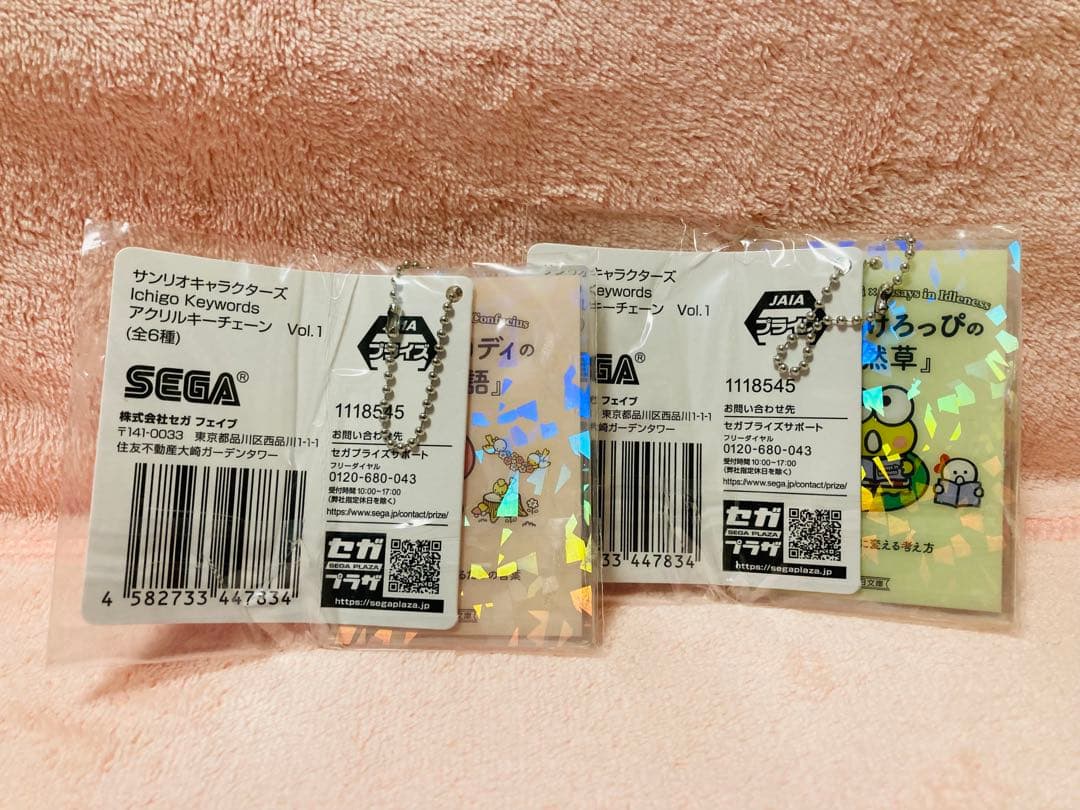 サンリオキャラクターズ
Ichigo Keywords
アクリルキーチェーン Vol.1
(全6種)
SEGA®
株式会社セガ フェイブ
〒141-0033 東京都品川区西品川1-1-1
住友不動産大崎ガーデンタワー
4 582733 447834
プライズ
1118545
お問い合わせ先
セガプライズサポート
フリーダイヤル
0120-680-043
受付時間 10:00~17:00
(弊社指定休日を除く)
https://www.sega.jp/contact/prize/
セガ
SEGA PLAZA
プラザ
https://segaplaza.jp
Confucius
ディの
語』
の言葉
文庫
キャラクターズ
Keywords
キーチェーン Vol.1
SEGA®
フェイブ
東京都品川区西品川1-1-1
大崎ガーデンタワー
33 447834
JAIA
プライズ
1118545
お問い合わせ先
セガプライズサポート
フリーダイヤル
0120-680-043
受付時間 10:00~17:00
(弊社指定休日を除く)
https://www.sega.jp/contact/prize/
セガ
SEGA PLAZA
プラザ
https://segaplaza.jp
× Essays in Idleness
けろっぴの
然草』
に変える考え方
文庫